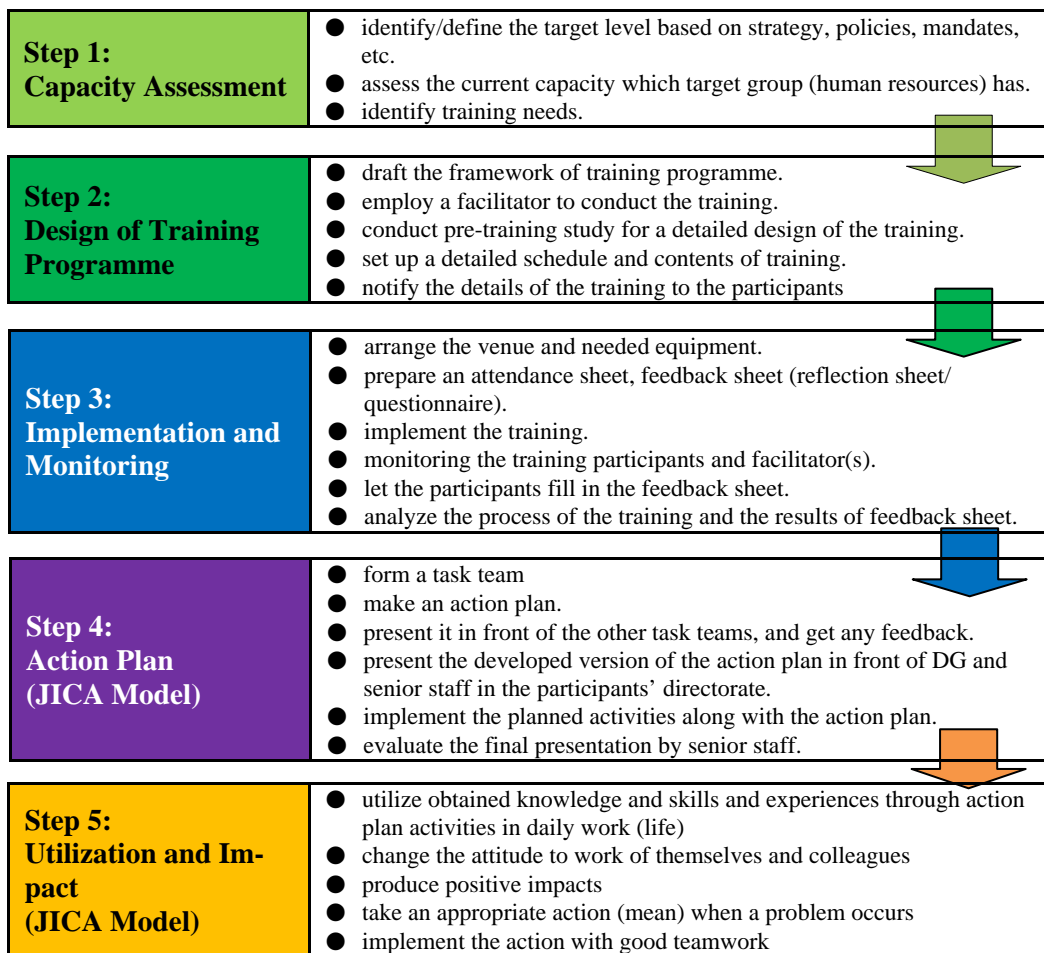 Step 1:
Capacity Assessment
● identify/define the target level based on strategy, policies, mandates,
etc.
● assess the current capacity which target group (human resources) has.
● identify training needs.
Step 2:
Design of Training
Programme
● draft the framework of training programme.
● employ a facilitator to conduct the training.
● conduct pre-training study for a detailed design of the training.
● set up a detailed schedule and contents of training.
● notify the details of the training to the participants
Step 3:
Implementation and
Monitoring
● arrange the venue and needed equipment.
● prepare an attendance sheet, feedback sheet (reflection sheet/
questionnaire).
● implement the training.
● monitoring the training participants and facilitator(s).
● let the participants fill in the feedback sheet.
● analyze the process of the training and the results of feedback sheet.
Step 4:
Action Plan
(JICA Model)
● form a task team
● make an action plan.
● present it in front of the other task teams, and get any feedback.
● present the developed version of the action plan in front of DG and
senior staff in the participants’ directorate.
● implement the planned activities along with the action plan.
● evaluate the final presentation by senior staff.
Step 5:
Utilization and Im-
pact
(JICA Model)
● utilize obtained knowledge and skills and experiences through action
plan activities in daily work (life)
● change the attitude to work of themselves and colleagues
● produce positive impacts
● take an appropriate action (mean) when a problem occurs
● implement the action with good teamwork